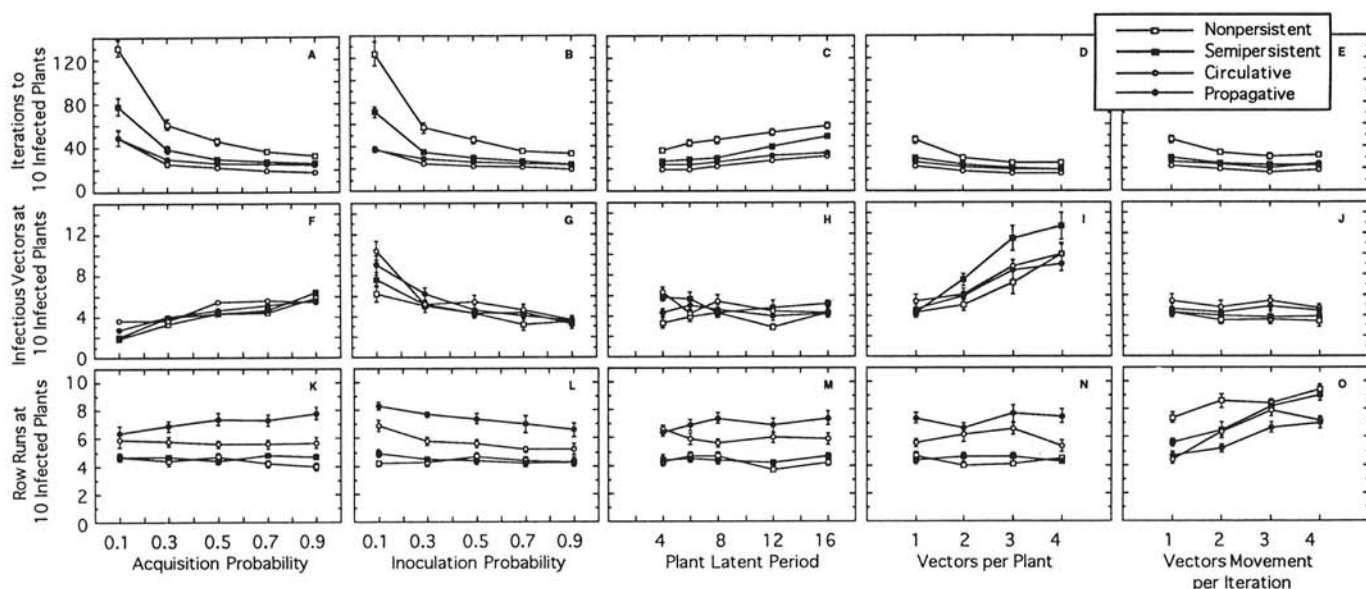 Nonpersistent
Semipersistent
Circulative
Propagative
Iterations to
10 Infected Plants
120
80
40
0
A
B
C
D
E
Infectious Vectors at
10 Infected Plants
12
8
4
0
F
G
H
I
J
Row Runs at
10 Infected Plants
10
8
6
4
2
0
K
L
M
N
O
0.1 0.3 0.5 0.7 0.9
Acquisition Probability
0.1 0.3 0.5 0.7 0.9
Inoculation Probability
4 8 12 16
Plant Latent Period
1 2 3 4
Vectors per Plant
1 2 3 4
Vectors Movement
per Iteration